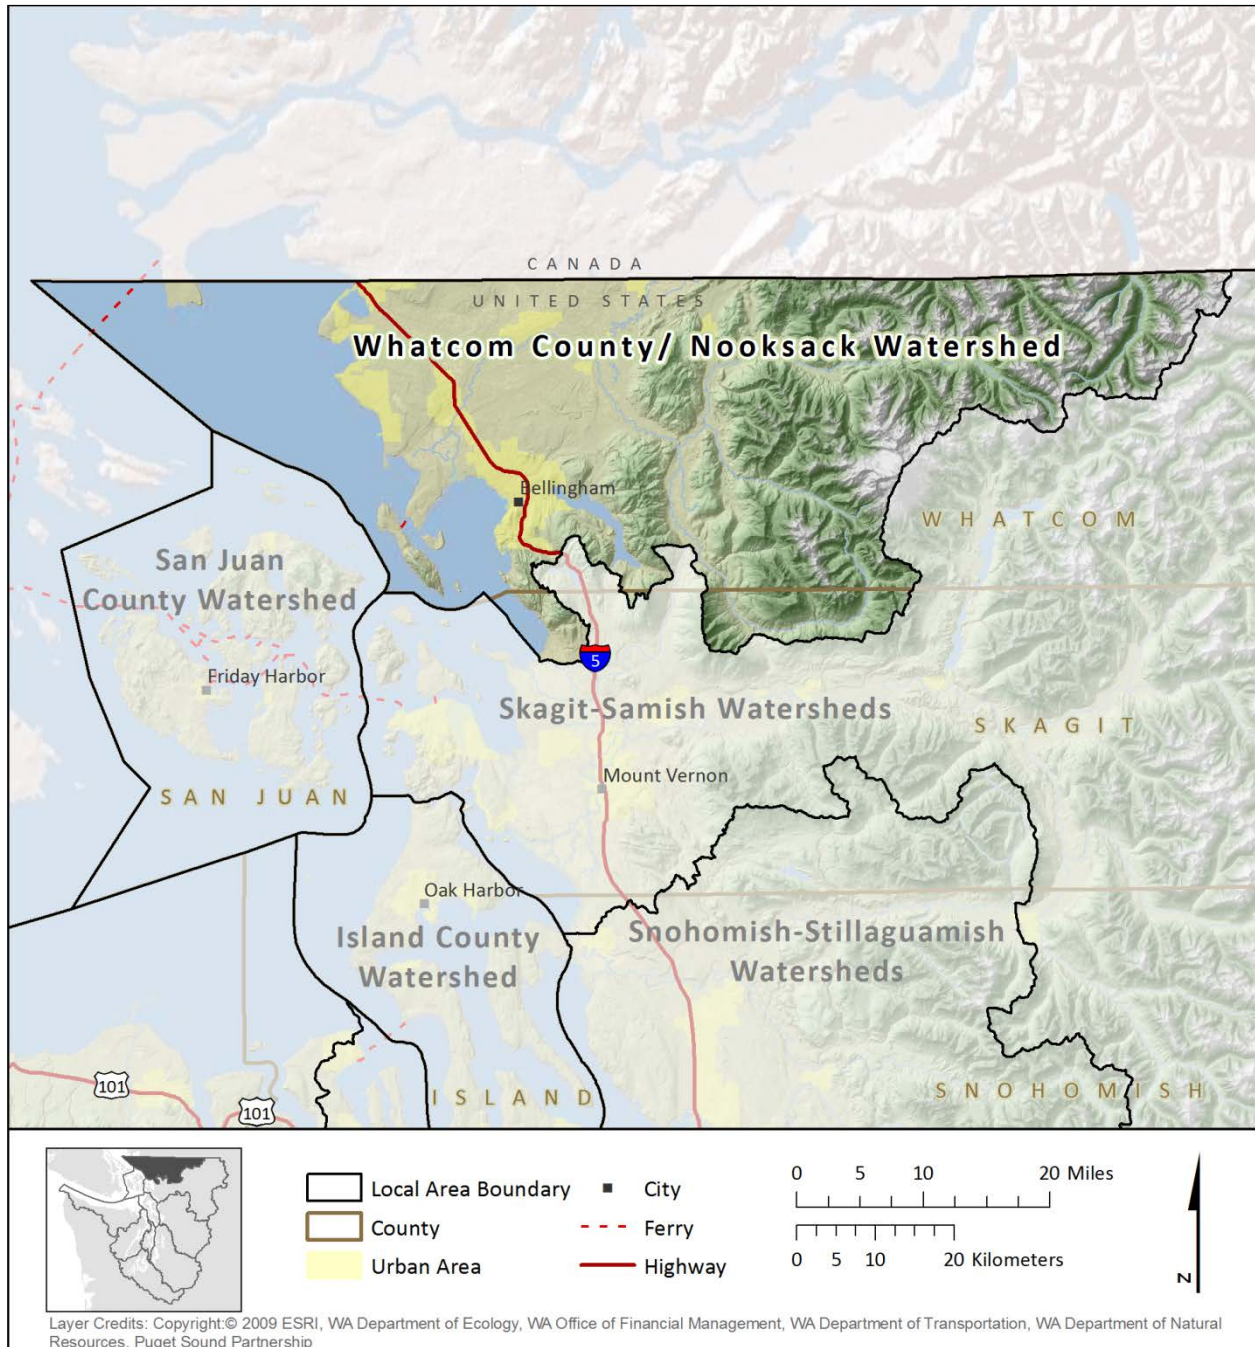 CANADA
UNITED STATES
Whatcom County/ Nooksack Watershed
Bellingham
WHATCOM
San Juan
County Watershed
Friday Harbor
5
Skagit-Samish Watersheds
SKAGIT
Mount Vernon
SAN JUAN
Oak Harbor
Island County
Watershed
Snohomish-Stillaguamish
Watersheds
101
101
ISLAND
SNOHOMISH
Local Area Boundary
County
Urban Area
City
Ferry
Highway
0 5 10 20 Miles
0 5 10 20 Kilometers
N
Layer Credits: Copyright:© 2009 ESRI, WA Department of Ecology, WA Office of Financial Management, WA Department of Transportation, WA Department of Natural
Resources, Puget Sound Partnership